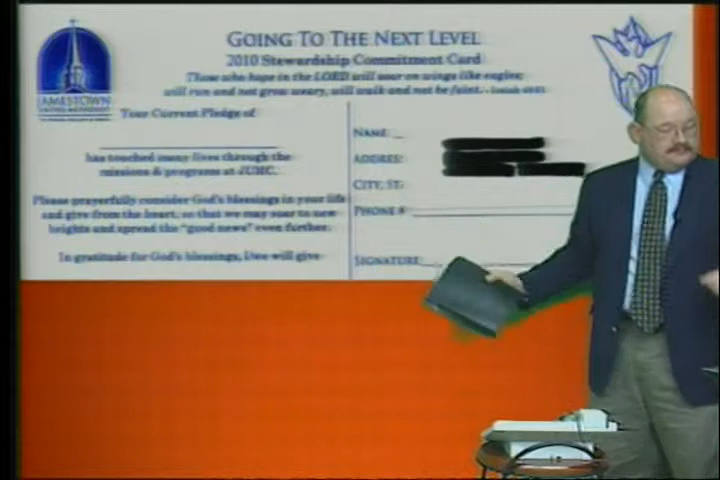 GOING TO THE NEXT LEVEL
2010 Stewardship Commitment Card
Those who hope in the LORD will soar on wings like eagles;
will run and not grow weary, will walk and not be faint. - Isaiah
JAMESTOWN
UNITED METHODIST
Your Current Pledge of
has touched many lives through the
missions & programs at JUMC.
Please prayerfully consider God's blessings in your life
and give from the heart, so that we may soar to new
heights and spread the "good news" even further.
In gratitude for God's blessings, I/we will give
NAME
ADDRES:
CITY, ST:
PHONE #
SIGNATURE